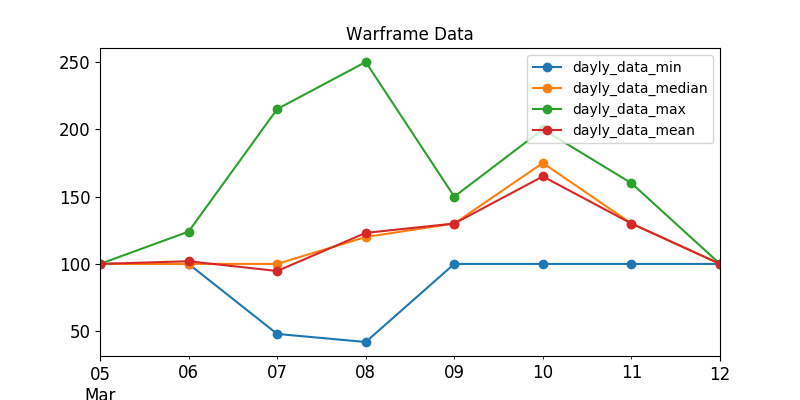 Warframe Data
250
200
150
100
50
dayly_data_min
dayly_data_median
dayly_data_max
dayly_data_mean
05 06 07 08 09 10 11 12
Mar